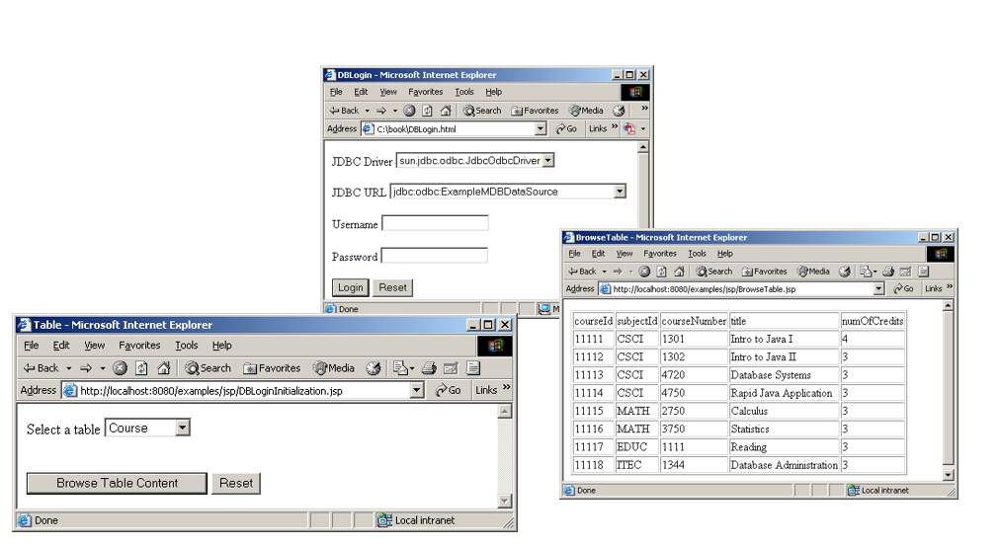 DBLogin - Microsoft Internet Explorer
File Edit View Favorites Tools Help
Back Search Favorites Media »
Address C:\book\DBLogin.html Go Links »
JDBC Driver sun.jdbc.odbc.JdbcOdbcDriver
JDBC URL jdbc:odbc:ExampleMDBDataSource
Username
Password
Login Reset
Done M
Table - Microsoft Internet Explorer
File Edit View Favorites Tools Help
Back Search Favorites Media
Address http://localhost:8080/examples/jsp/DBLoginInitialization.jsp Go Links »
Select a table Course
Browse Table Content Reset
Done Local intranet
BrowseTable - Microsoft Internet Explorer
File Edit View Favorites Tools Help
Back Search Favorites Media
Address http://localhost:8080/examples/jsp/BrowseTable.jsp Go Links »
courseId subjectId courseNumber title numOfCredits
11111 CSCI 1301 Intro to Java I 4
11112 CSCI 1302 Intro to Java II 3
11113 CSCI 4720 Database Systems 3
11114 CSCI 4750 Rapid Java Application 3
11115 MATH 2750 Calculus 3
11116 MATH 3750 Statistics 3
11117 EDUC 1111 Reading 3
11118 ITEC 1344 Database Administration 3
Done Local intranet